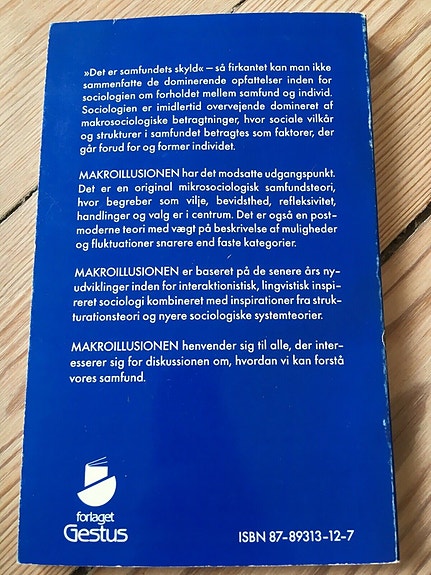 »Det er samfundets skyld« – så firkantet kan man ikke
sammenfatte de dominerende opfattelser inden for
sociologien om forholdet mellem samfund og individ.
Sociologien er imidlertid overvejende domineret af
makrosociologiske betragtninger, hvor sociale vilkår
og strukturer i samfundet betragtes som faktorer, der
går forud for og former individet.
MAKROILLUSIONEN har det modsatte udgangspunkt.
Det er en original mikrosociologisk samfundsteori,
hvor begreber som vilje, bevidsthed, refleksivitet,
handlinger og valg er i centrum. Det er også en post-
moderne teori med vægt på beskrivelse af muligheder
og fluktuationer snarere end faste kategorier.
MAKROILLUSIONEN er baseret på de senere års ny-
udviklinger inden for interaktionistisk, lingvistisk inspi-
reret sociologi kombineret med inspirationer fra struk-
turationsteori og nyere sociologiske systemteorier.
MAKROILLUSIONEN henvender sig til alle, der inter-
esserer sig for diskussionen om, hvordan vi kan forstå
vores samfund.
forlaget
Gestus
ISBN 87-89313-12-7